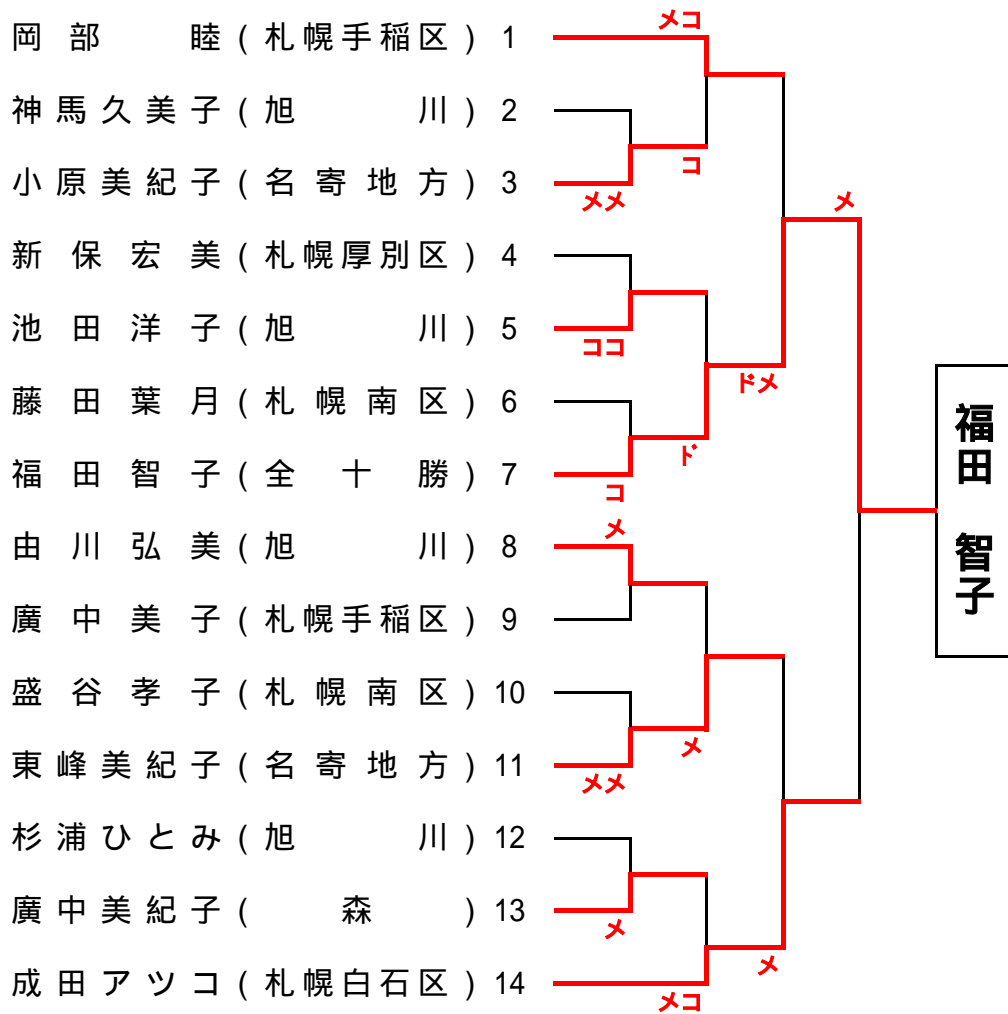 岡部 睦(札幌手稲区) 1
神馬久美子(旭 川) 2
小原美紀子(名寄地方) 3
新保宏美(札幌厚別区) 4
池田洋子(旭 川) 5
藤田葉月(札幌南区) 6
福田智子(全十勝) 7
由川弘美(旭 川) 8
廣中美子(札幌手稲区) 9
盛谷孝子(札幌南区) 10
東峰美紀子(名寄地方) 11
杉浦ひとみ(旭 川) 12
廣中美紀子(森) 13
成田アツコ(札幌白石区) 14
メコ
コ
メメ
メ
ココ
ドメ
ド
コ
メ
メ
メメ
メ
メ
メコ
福田 智子